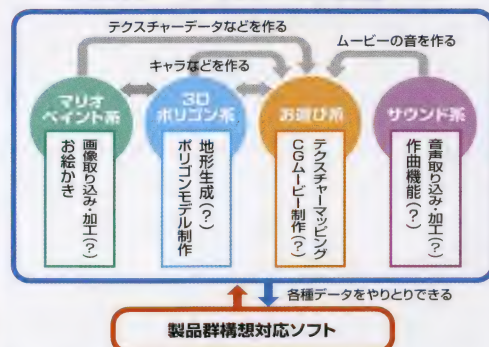 テクスチャーデータなどを作る
ムービーの音を作る
キャラなどを作る
マリオ
ペイント系
3D
ポリゴン系
お遊び系
サウンド系
画像取り込み・加工(?)
お絵かき
地形生成(?)
ポリゴンモデル制作
テクスチャーマッピング
CGムービー制作(?)
音声取り込み・加工(?)
作曲機能(?)
各種データをやりとりできる
製品群構想対応ソフト